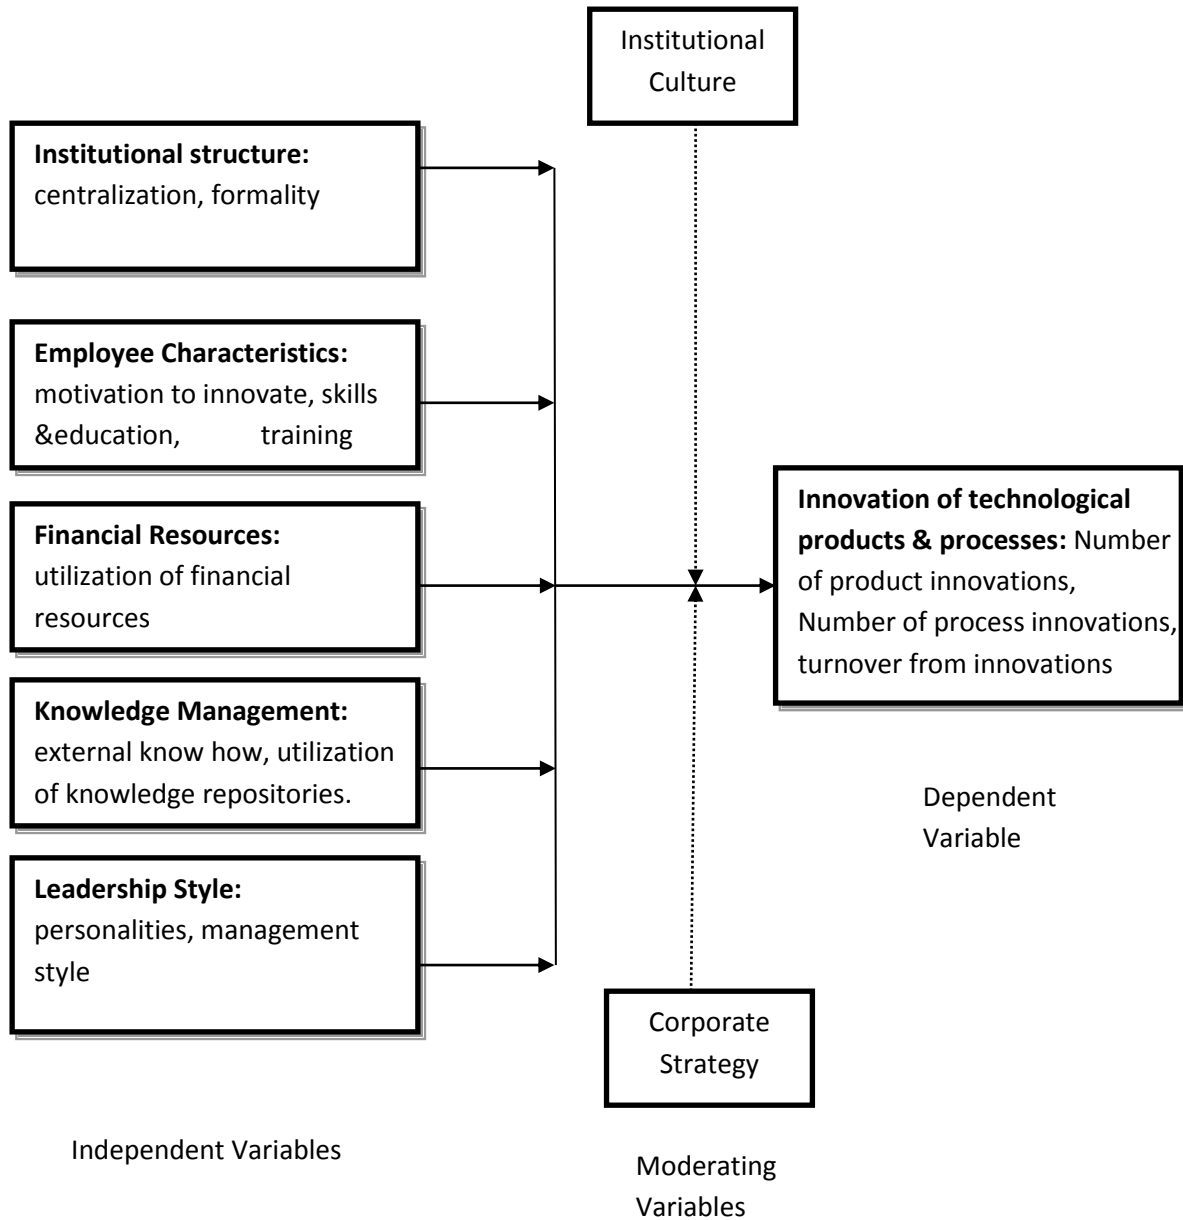 Institutional
Culture
Institutional structure:
centralization, formality
Employee Characteristics:
motivation to innovate, skills
&education, training
Financial Resources:
utilization of financial
resources
Knowledge Management:
external know how, utilization
of knowledge repositories.
Leadership Style:
personalities, management
style
Innovation of technological
products & processes: Number
of product innovations,
Number of process innovations,
turnover from innovations
Dependent
Variable
Corporate
Strategy
Independent Variables
Moderating
Variables